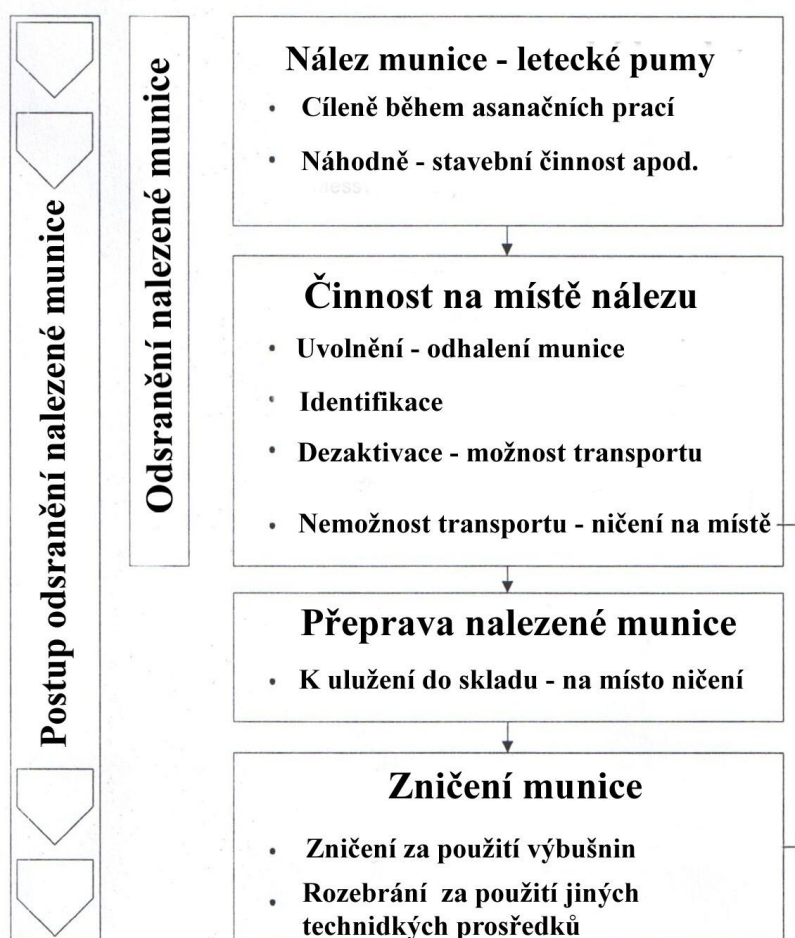 Postup odsranění nalezené munice
Odsranění nalezené munice
Nález munice - letecké pumy
• Cíleně během asanačních prací
• Náhodně - stavební činnost apod.
Činnost na místě nálezu
• Uvolnění - odhalení munice
• Identifikace
• Dezaktivace - možnost transportu
• Nemožnost transportu - ničení na místě
Přeprava nalezené munice
• K ulužení do skladu - na místo ničení
Zničení munice
• Zničení za použití výbušnin
• Rozebrání za použití jiných
technidkých prosředků